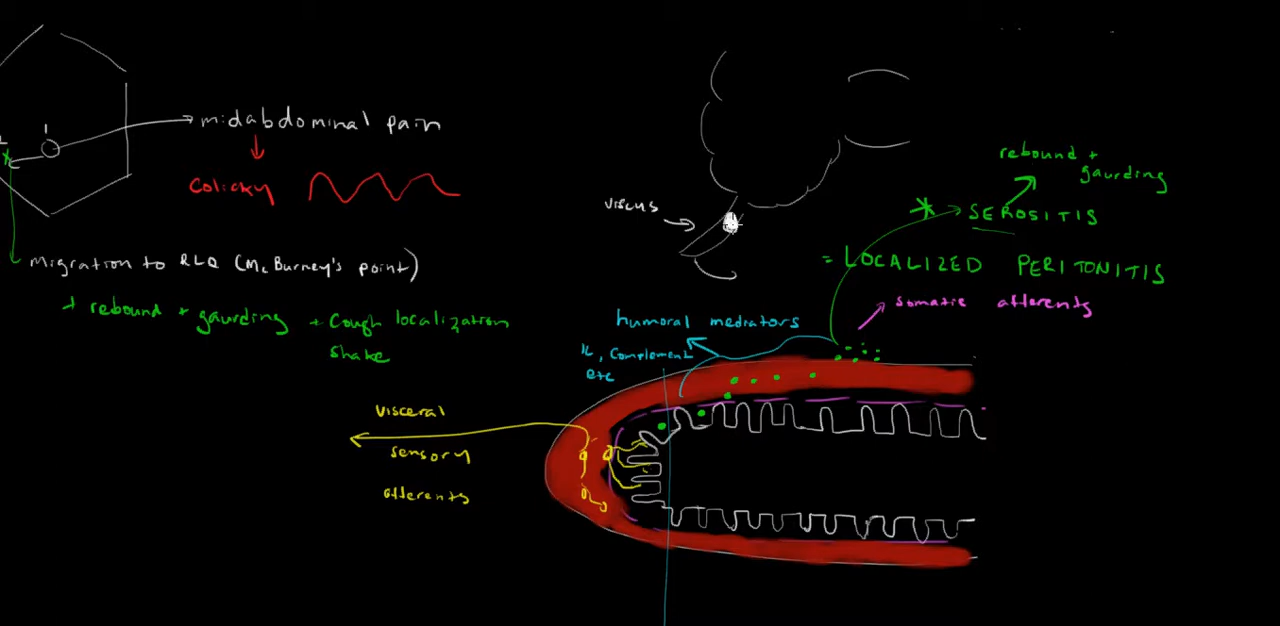 1
midabdominal pain
Colicky
Migration to RLQ (McBurney's point)
+ rebound + gaurding + Cough localization
shake
viscus
rebound +
gaurding
* SEROSITIS
= LOCALIZED PERITONITIS
somatic afferents
humoral mediators
IL, Complement
etc
visceral
sensory
afferents